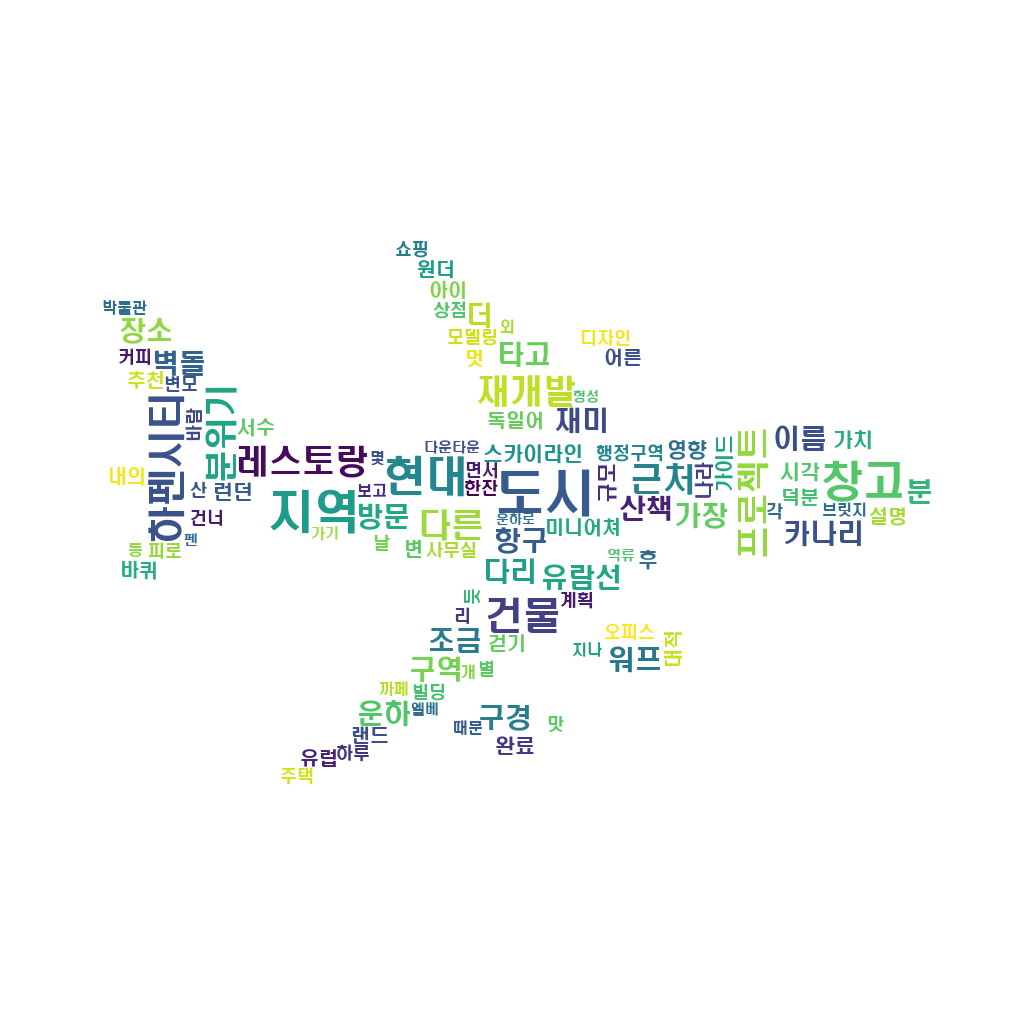 쇼핑
원더
아이
박물관
상점
더
외
장소
모델링
디자인
커피
벽돌
멋
타고
어른
추천
변모
재개발
형성
하펜시티
분위기
바람
서수
독일어
재미
레스토랑
몇
다운타운
스카이라인
행정구역
영향
가이드
프로젝트
이름
가치
내의
산
런던
지역
보고
현대
면서
한잔
도시
규모
근처
나라
시각
창고
분
건너
펜
가기
방문
다른
운하로
항구
미니어쳐
산책
가장
덕분
각
브릿지
설명
카나리
등
피로
날
변
사무실
역류
후
바퀴
다리
유람선
듯
리
건물
계획
조금
걷기
오피스
대적
지나
워프
구역
개
별
까페
빌딩
운하
엘베
때문
구경
맛
랜드
완료
유럽
하루
주택